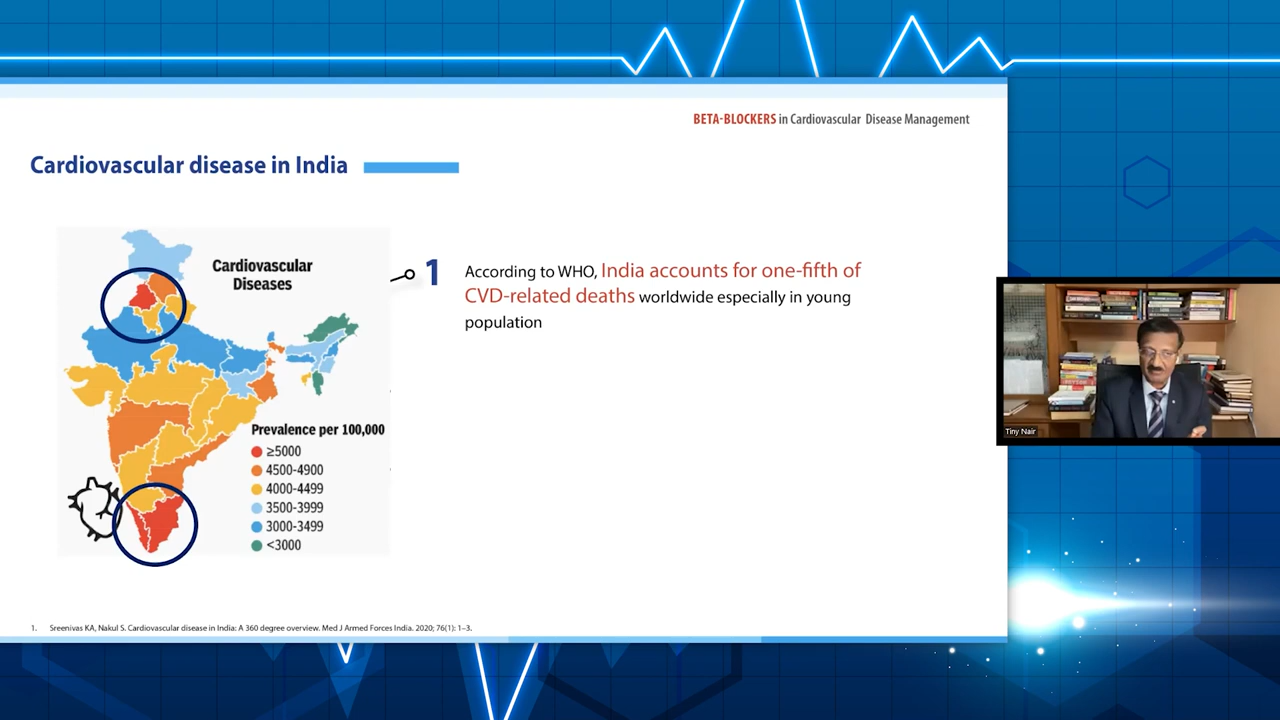 BETA-BLOCKERS in Cardiovascular Disease Management
Cardiovascular disease in India
Cardiovascular
Diseases
Prevalence per 100,000
≥5000
4500-4900
4000-4499
3500-3999
3000-3499
<3000
1
According to WHO, India accounts for one-fifth of
CVD-related deaths worldwide especially in young
population
Tiny Nair
1. Sreenivas KA, Nakul S. Cardiovascular disease in India: A 360 degree overview. Med J Armed Forces India. 2020; 76(1): 1–3.